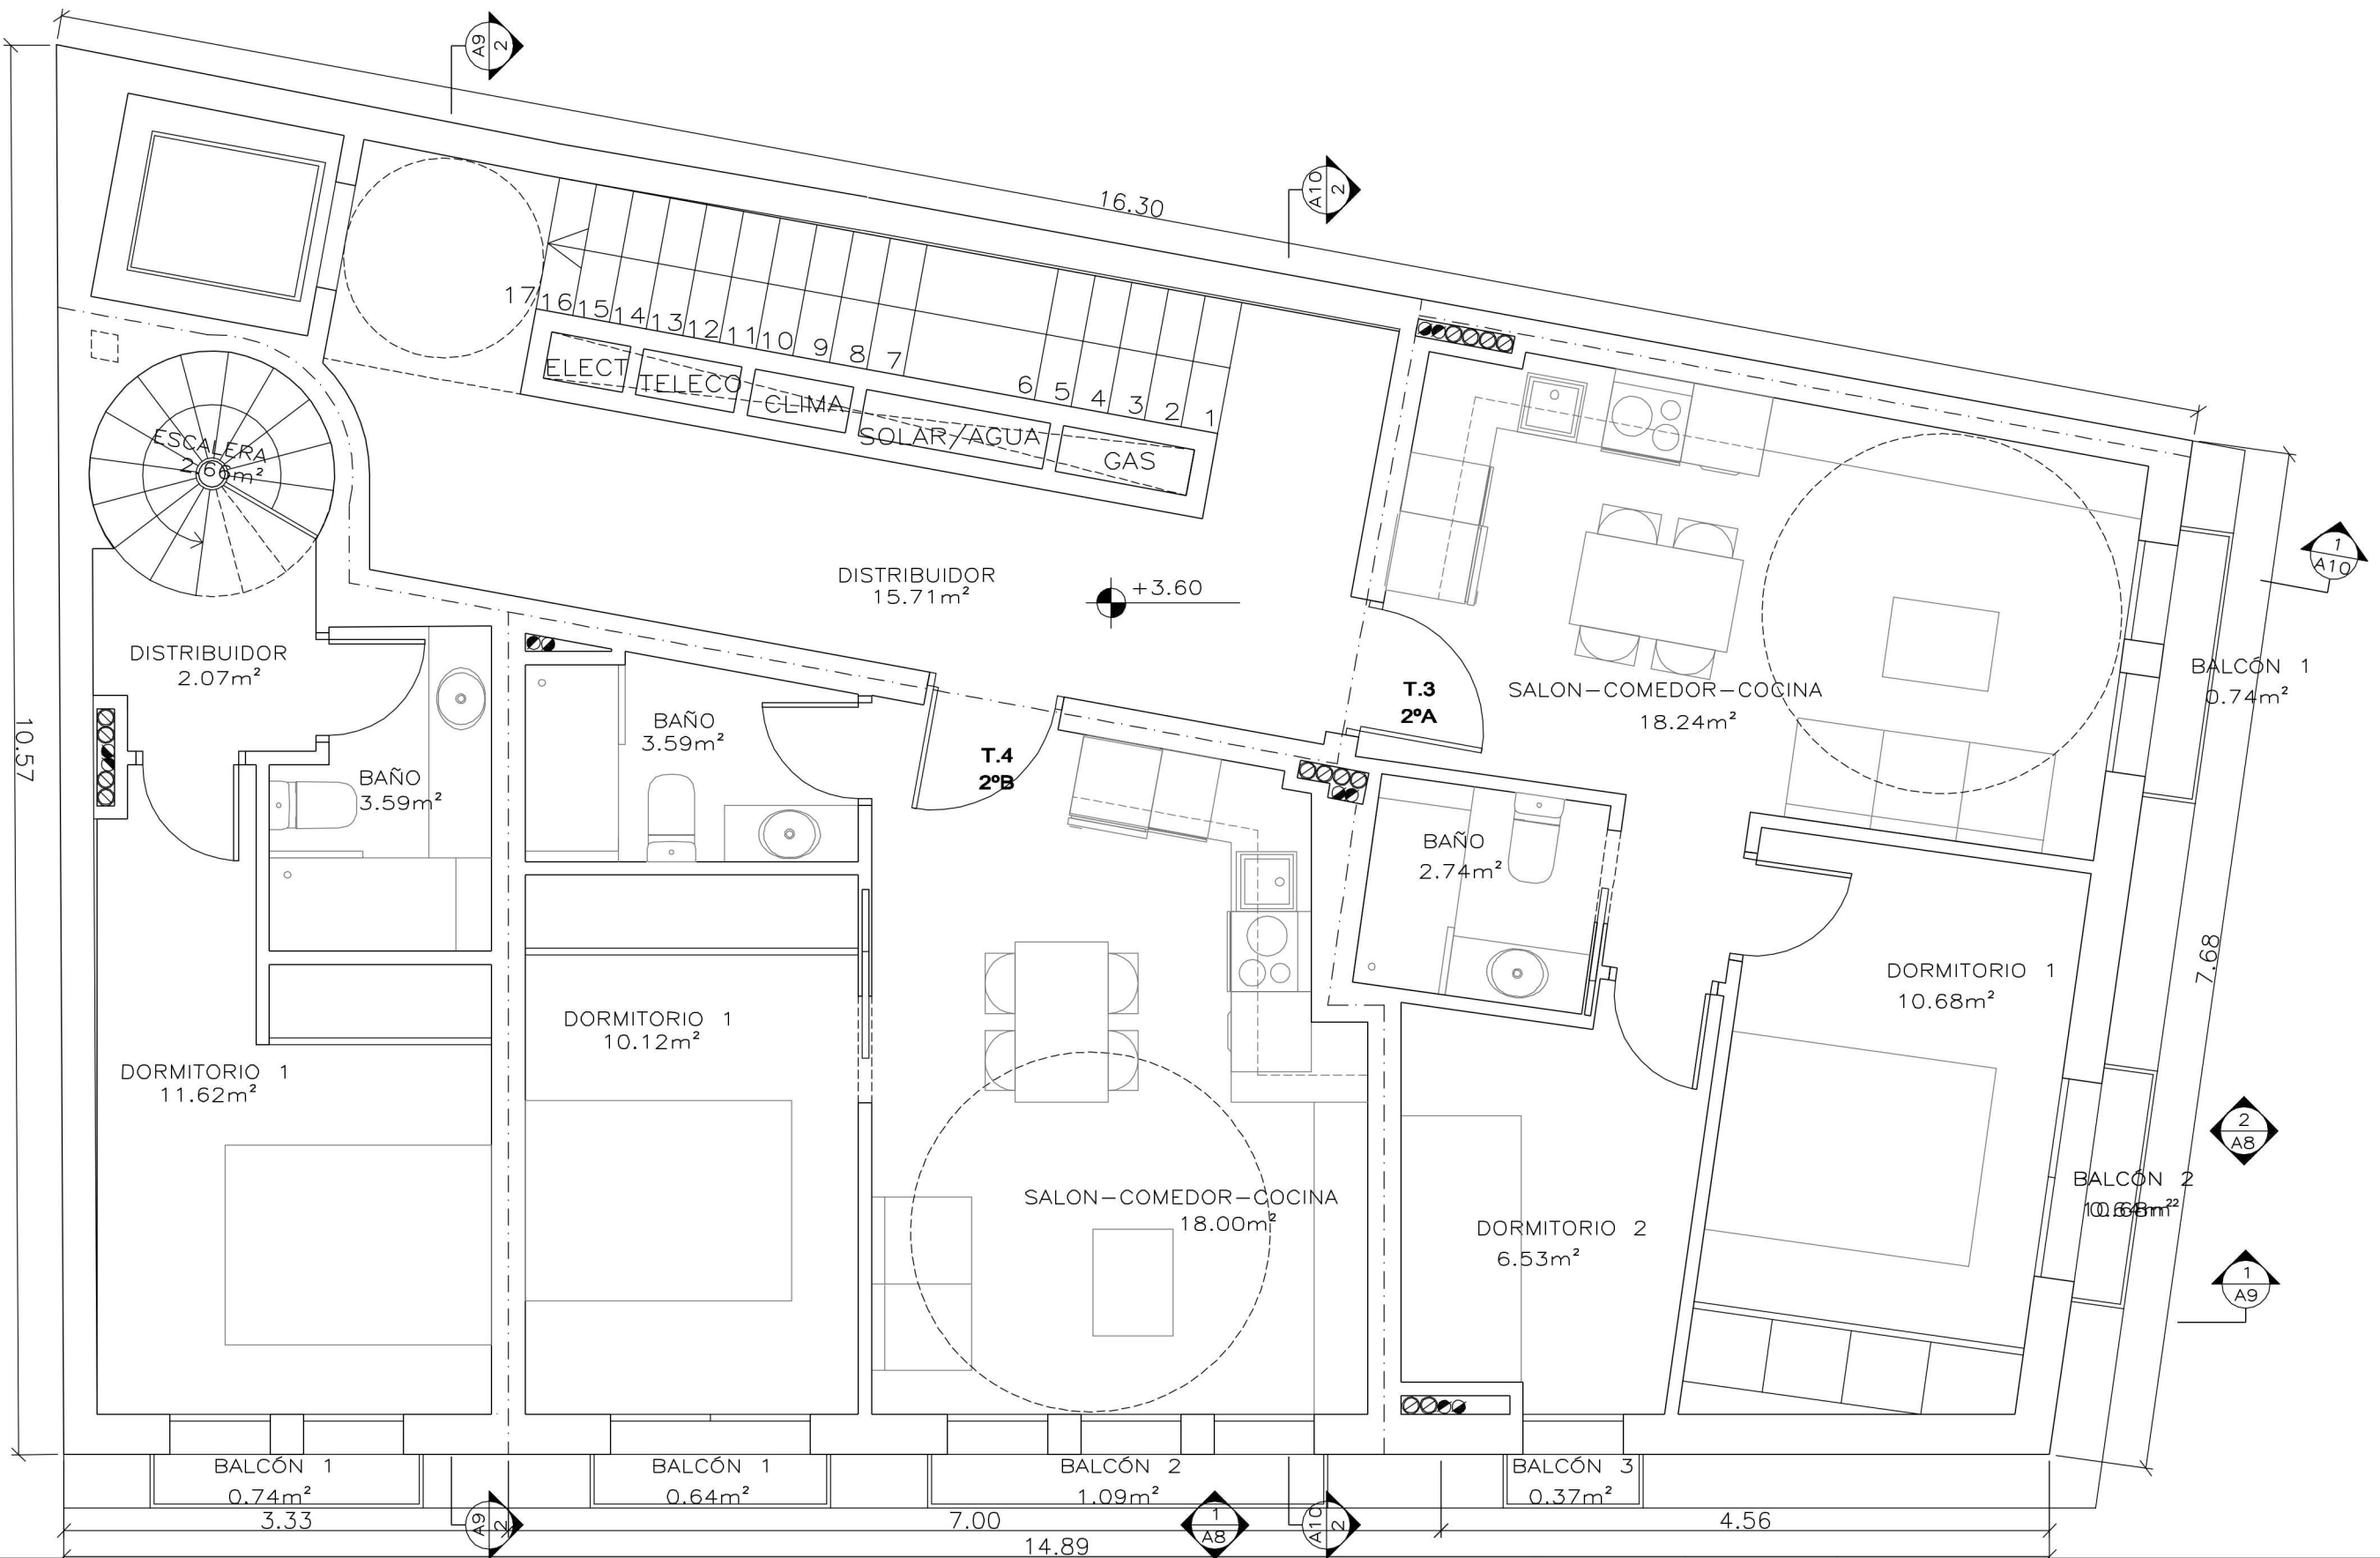 A9
2
A10
2
16.30
17 16 15 14 13 12 11 10 9 8 7 6 5 4 3 2 1
ELECT
TELECO
CLIMA
SOLAR/AGUA
GAS
ESCALERA
2.66m²
1
A10
DISTRIBUIDOR
15.71m²
+3.60
DISTRIBUIDOR
2.07m²
BALCÓN 1
0.74m²
T.3
2ºA
SALON-COMEDOR-COCINA
18.24m²
BAÑO
3.59m²
T.4
2ºB
10.57
BAÑO
3.59m²
BAÑO
2.74m²
7.68
DORMITORIO 1
10.68m²
DORMITORIO 1
10.12m²
DORMITORIO 1
11.62m²
2
A8
BALCÓN 2
SALON-COMEDOR-COCINA
18.00m²
DORMITORIO 2
6.53m²
1
A9
BALCÓN 1
0.74m²
BALCÓN 1
0.64m²
BALCÓN 2
1.09m²
BALCÓN 3
0.37m²
3.33
A9
2
7.00
1
A8
A10
2
4.56
14.89